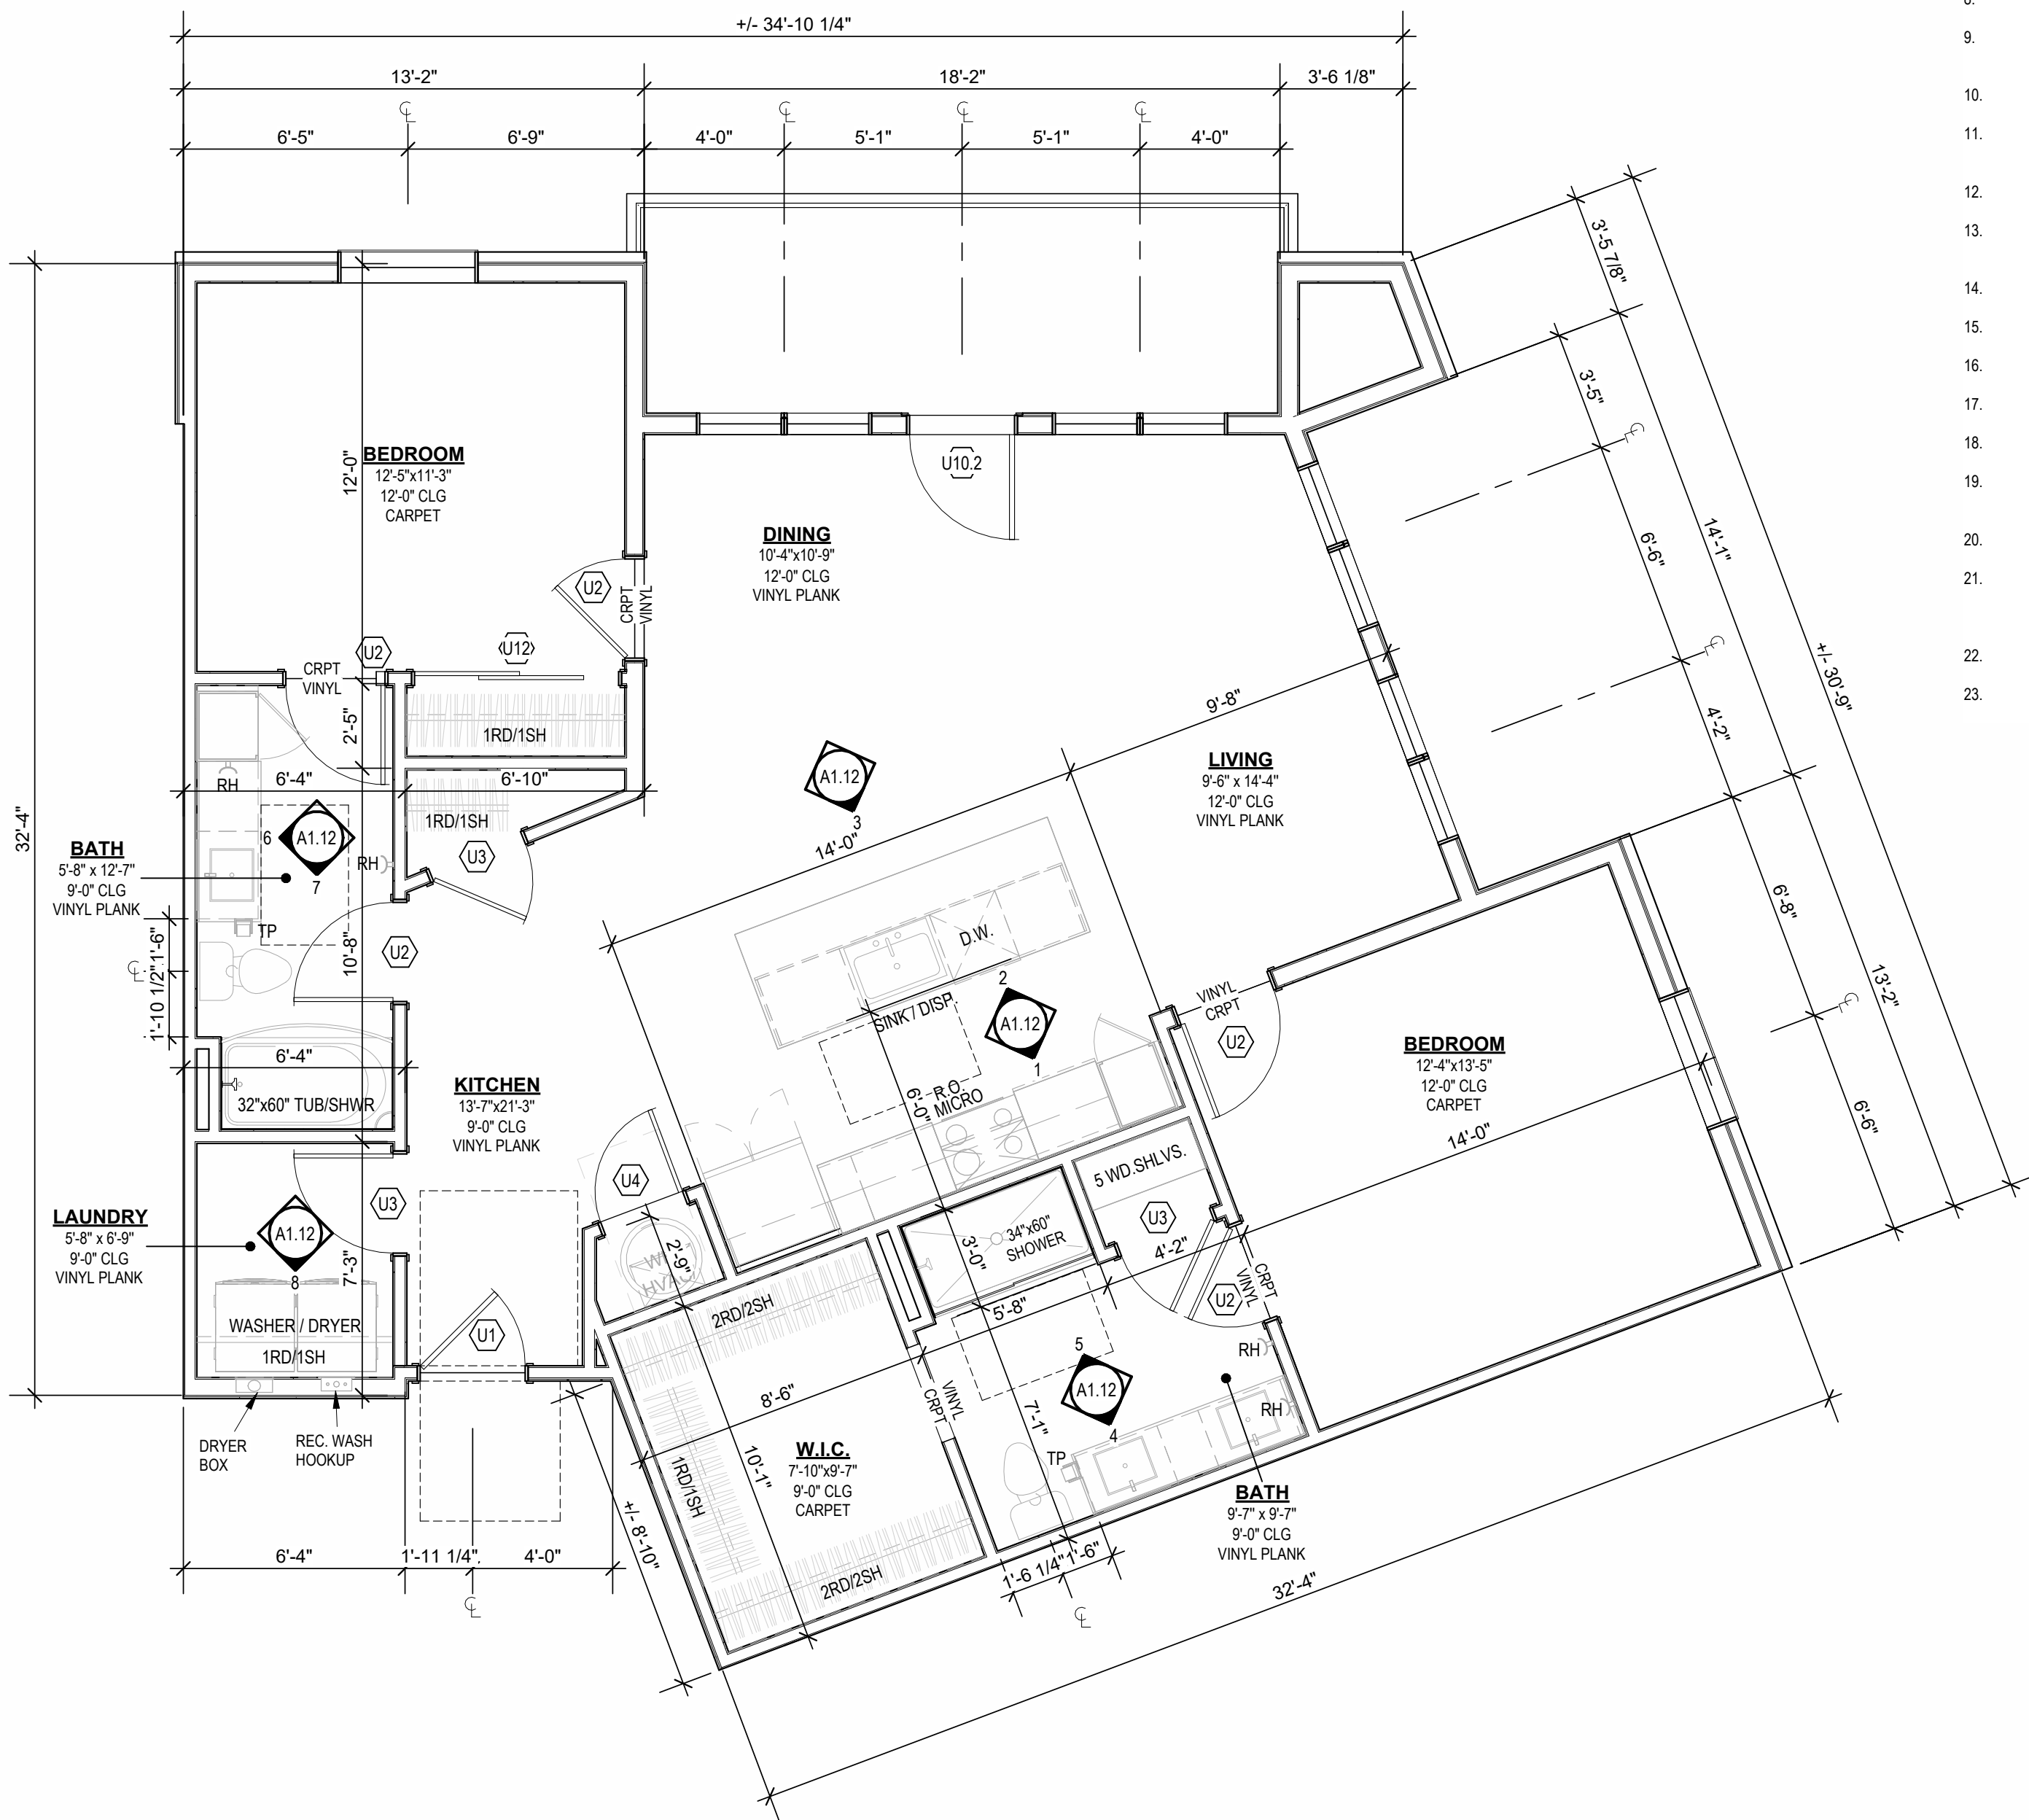 +/- 34'-10 1/4"
13'-2"
18'-2"
3'-6 1/8"
6'-5"
6'-9"
4'-0"
5'-1"
5'-1"
4'-0"
9.
10.
11.
12.
13.
14.
15.
16.
17.
18.
19.
20.
21.
22.
23.
3'-5 7/8"
3'-5"
6'-6"
14'-1"
+/- 30'-9"
4'-2"
6'-8"
13'-2"
6'-6"
32'-4"
12'-0"
BEDROOM
12'-5"x11'-3"
12'-0" CLG
CARPET
U10.2
DINING
10'-4"x10'-9"
12'-0" CLG
VINYL PLANK
U2
CRPT
VINYL
U2
U12
CRPT
VINYL
2'-5"
1RD/1SH
6'-4"
6'-10"
RH
1RD/1SH
A1.12
6
7
RH
U3
A1.12
3
9'-8"
14'-0"
LIVING
9'-6" x 14'-4"
12'-0" CLG
VINYL PLANK
BATH
5'-8" x 12'-7"
9'-0" CLG
VINYL PLANK
TP
10'-8"
U2
1'-6"
1'-10 1/2"
D.W.
SINK / DISP.
2
A1.12
1
VINYL
CRPT
U2
6'-4"
32"x60" TUB/SHWR
KITCHEN
13'-7"x21'-3"
9'-0" CLG
VINYL PLANK
6'-0"
R.O.
MICRO
BEDROOM
12'-4"x13'-5"
12'-0" CLG
CARPET
14'-0"
5 WD.SHLVS.
U4
U3
U3
LAUNDRY
5'-8" x 6'-9"
9'-0" CLG
VINYL PLANK
A1.12
8
7'-3"
2'-9"
HVAC
34"x60"
SHOWER
3'-0"
4'-2"
CRPT
VINYL
U2
5'-8"
WASHER / DRYER
1RD/1SH
U1
2RD/2SH
RH
5
A1.12
4
8'-6"
VINYL
CRPT
7'-1"
RH
DRYER
BOX
REC. WASH
HOOKUP
10'-1"
1RD/1SH
W.I.C.
7'-10"x9'-7"
9'-0" CLG
CARPET
TP
BATH
9'-7" x 9'-7"
9'-0" CLG
VINYL PLANK
+/- 8'-10"
6'-4"
1'-11 1/4"
4'-0"
2RD/2SH
1'-6 1/4"
1'-6"
32'-4"